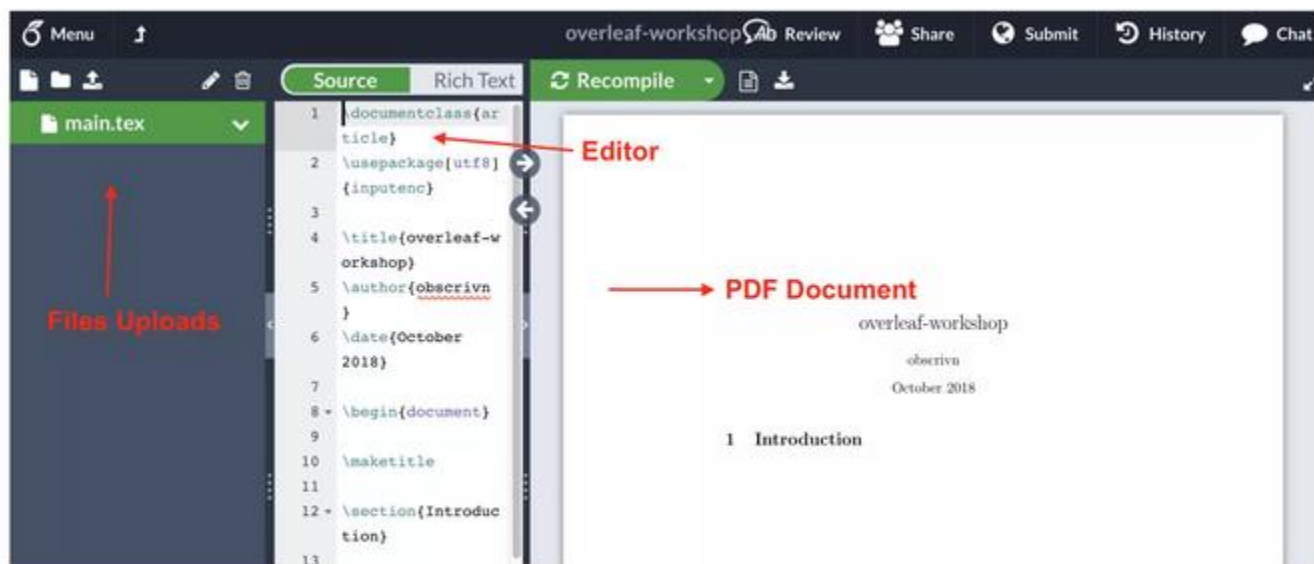 Menu
overleaf-workshop
Ab Review
Share
Submit
History
Chat
Source
Rich Text
Recompile
main.tex
Files Uploads
1 \documentclass{ar
ticle}
2 \usepackage[utf8]
{inputenc}
3
4 \title{overleaf-w
orkshop}
5 \author{obscrivn
}
6 \date{October
2018}
7
8 \begin{document}
9
10 \maketitle
11
12 \section{Introduc
tion}
13
Editor
PDF Document
overleaf-workshop
obscrivn
October 2018
1 Introduction